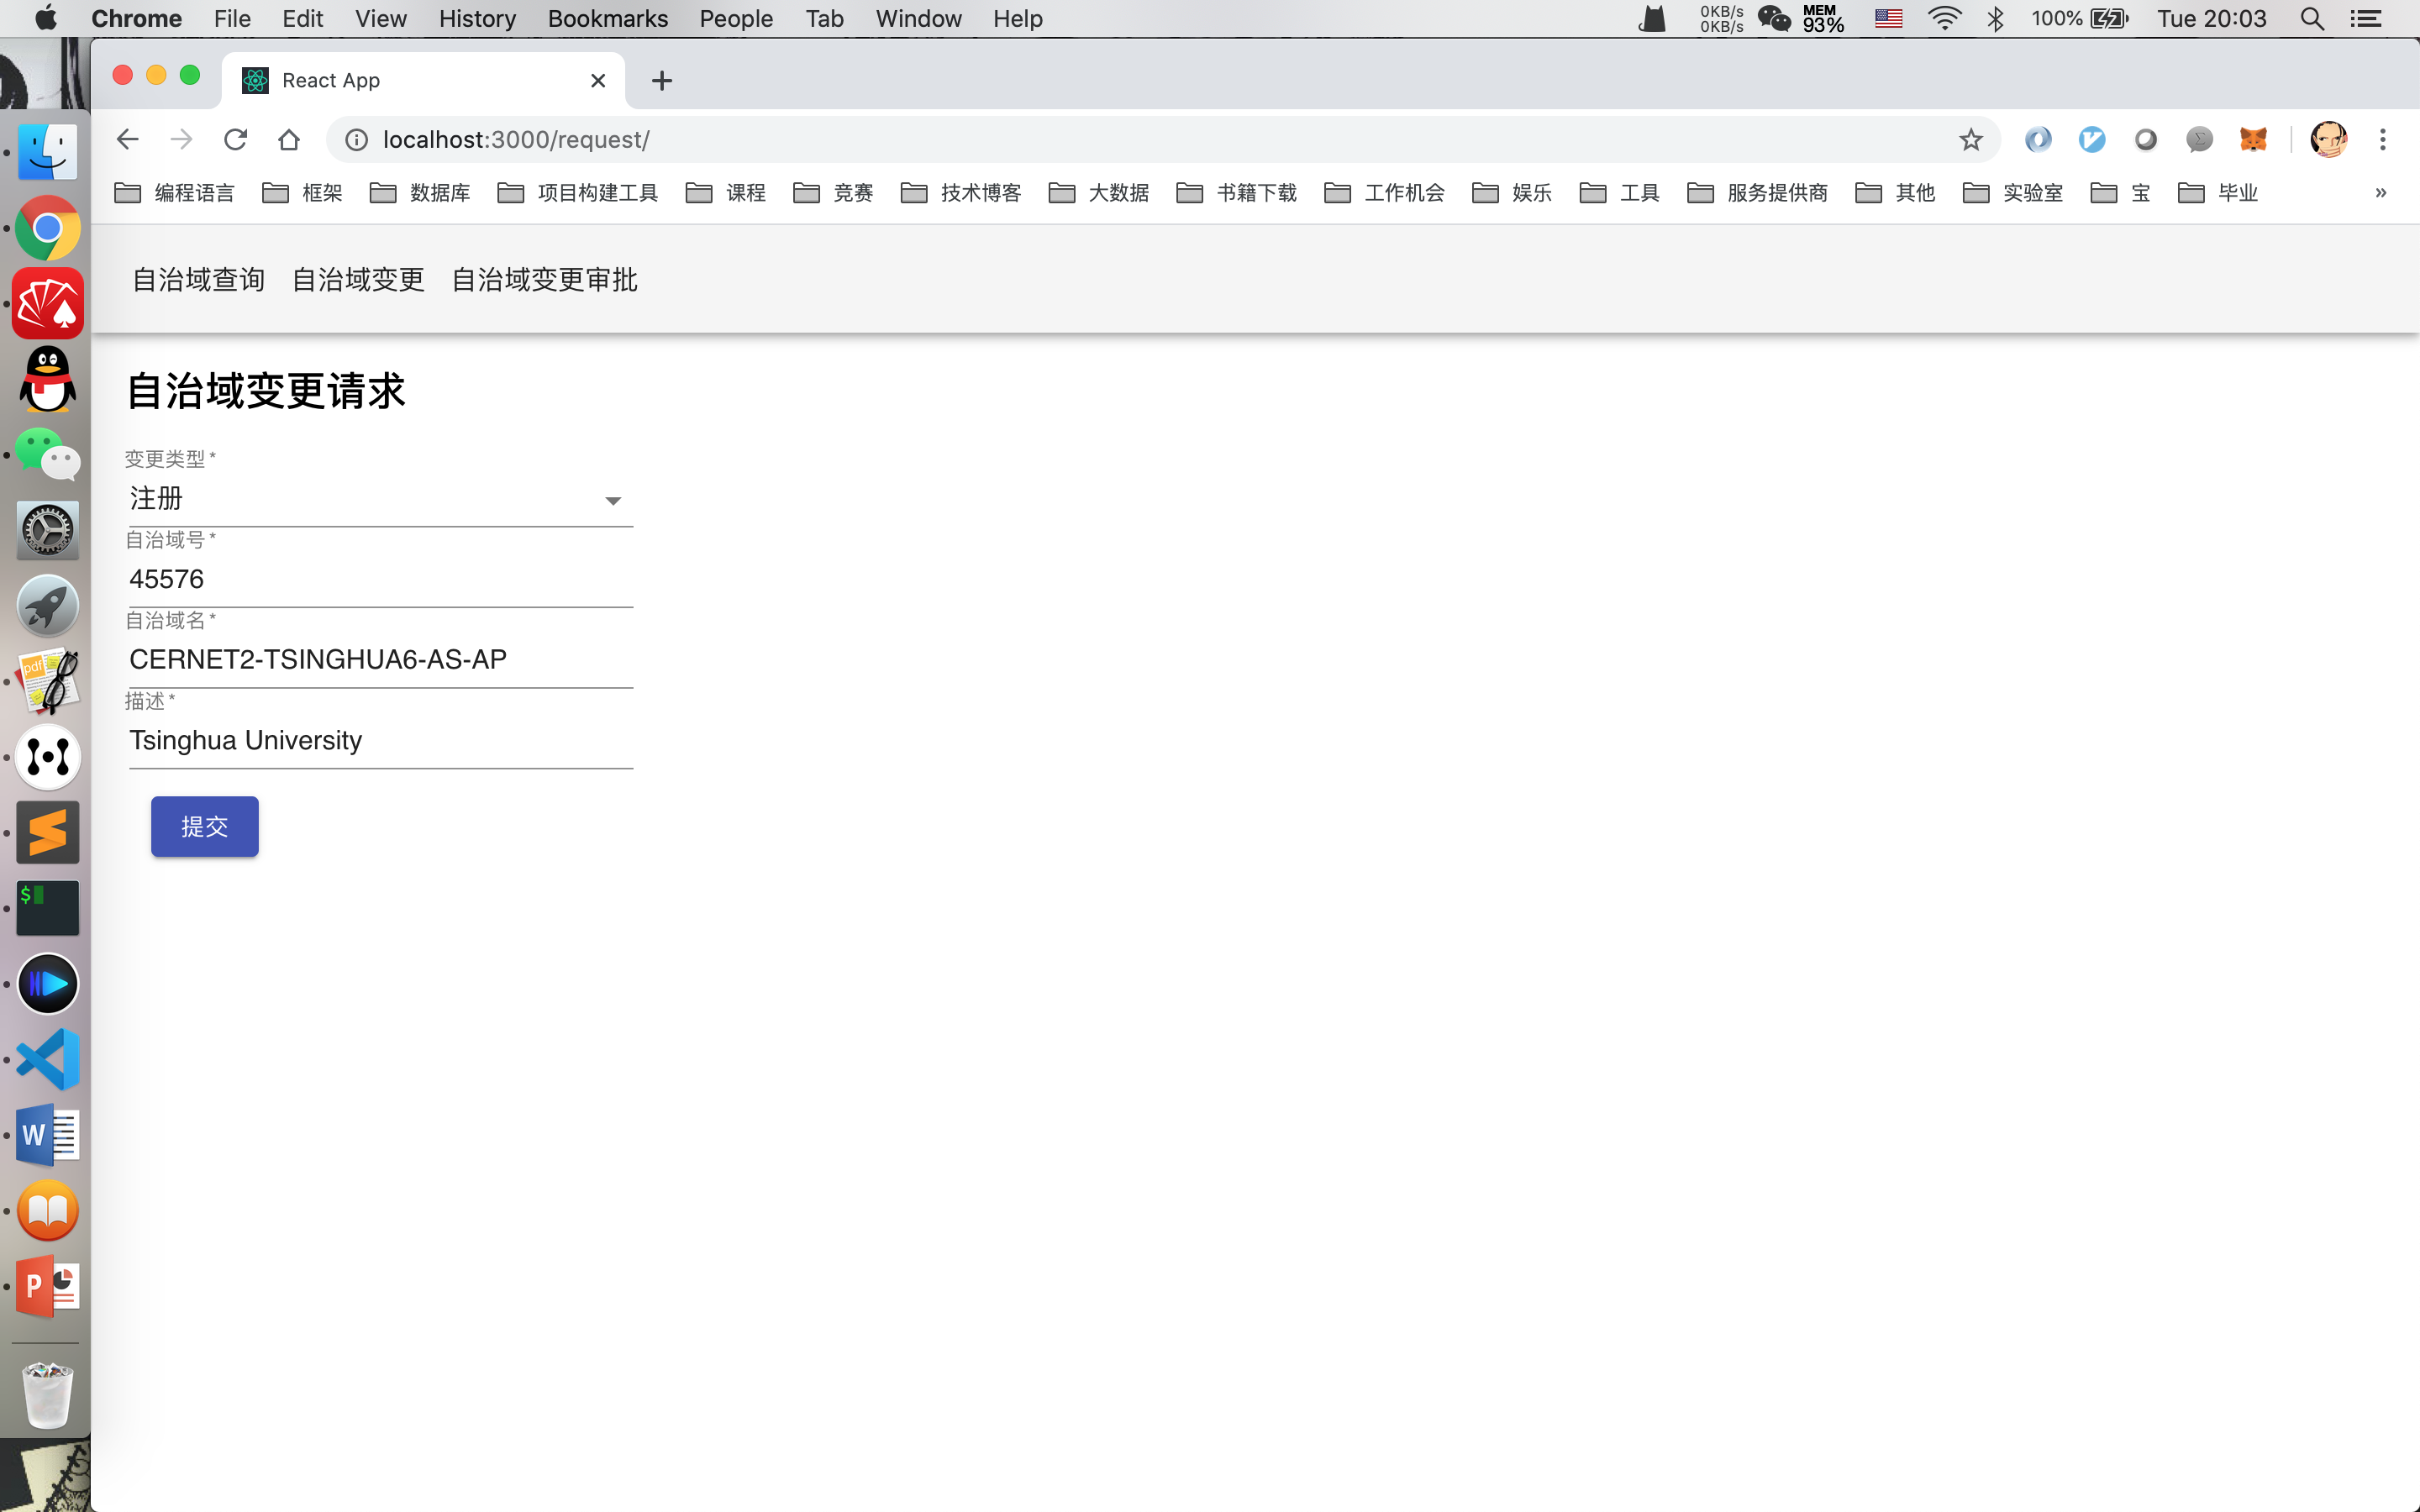 Chrome File Edit View History Bookmarks People Tab Window Help 0KB/s 0KB/s MEM 93% 100% Tue 20:03
React App
localhost:3000/request/
编程语言 框架 数据库 项目构建工具 课程 竞赛 技术博客 大数据 书籍下载 工作机会 娱乐 工具 服务提供商 其他 实验室 宝 毕业 »
自治域查询 自治域变更 自治域变更审批
自治域变更请求
变更类型 *
注册
自治域号 *
45576
自治域名 *
CERNET2-TSINGHUA6-AS-AP
描述 *
Tsinghua University
提交
pdf
$
W
P